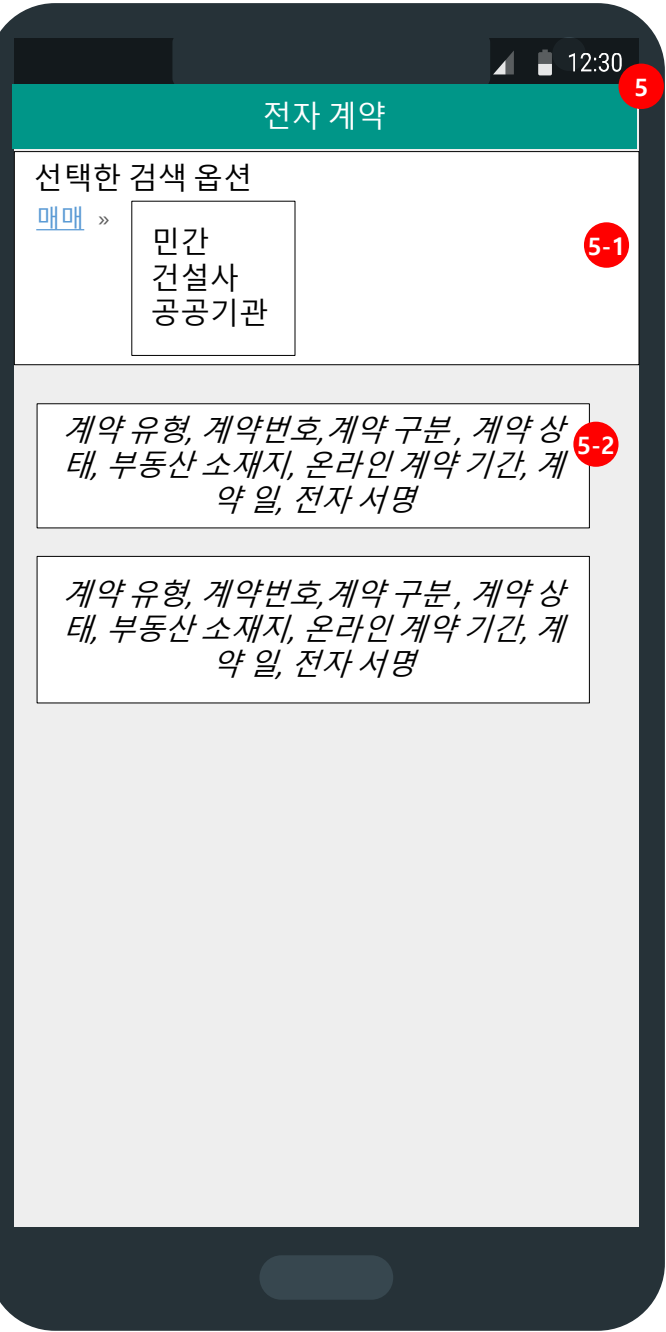 12:30
5
전자 계약
선택한 검색 옵션
매매 »
민간
건설사
공공기관
5-1
계약 유형, 계약번호,계약 구분 , 계약 상
태, 부동산 소재지, 온라인 계약 기간, 계
약 일, 전자 서명
5-2
계약 유형, 계약번호,계약 구분 , 계약 상
태, 부동산 소재지, 온라인 계약 기간, 계
약 일, 전자 서명